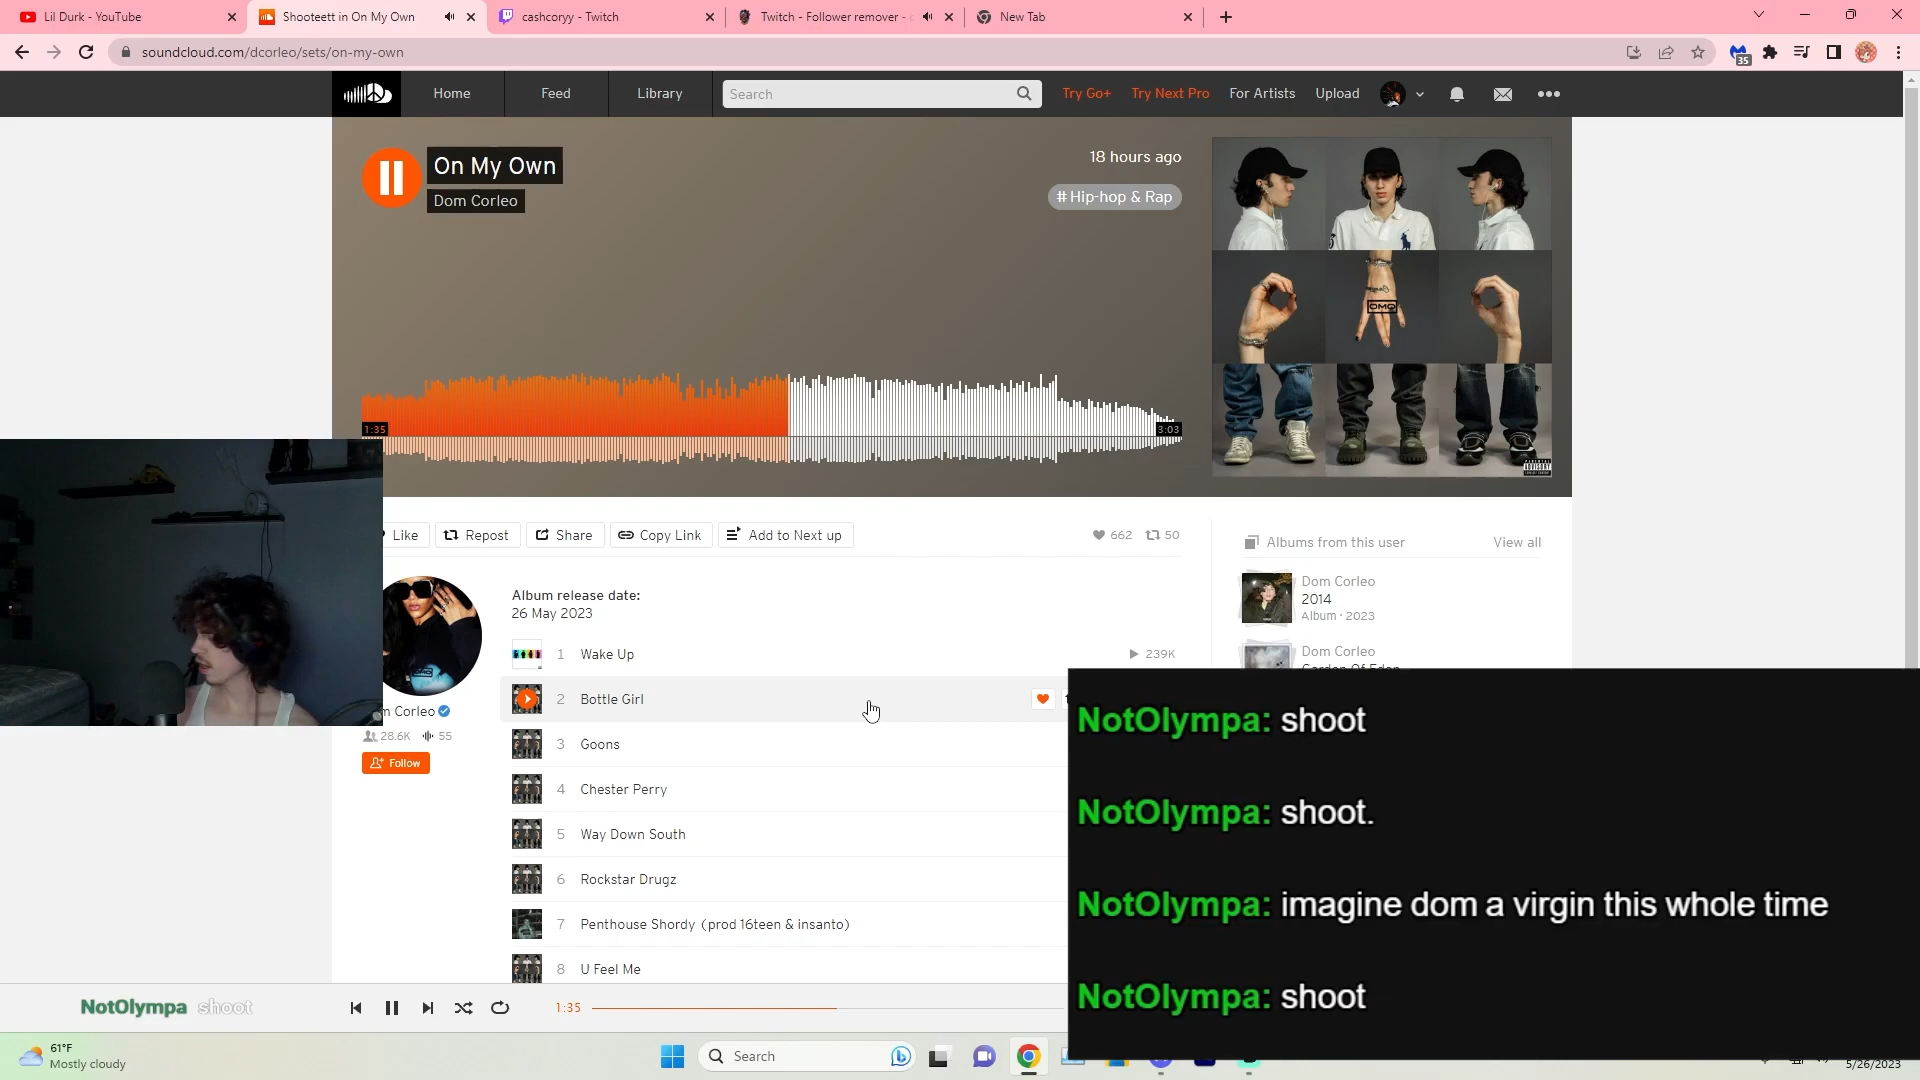 Lil Durk - YouTube
Shooteett in On My Own
cashcoryy - Twitch
Twitch - Follower remover -
New Tab
soundcloud.com/dcorleo/sets/on-my-own
35
Home
Feed
Library
Search
Try Go+
Try Next Pro
For Artists
Upload
On My Own
Dom Corleo
18 hours ago
# Hip-hop & Rap
OMO
1:35
3:03
Like
Repost
Share
Copy Link
Add to Next up
662
50
Albums from this user
View all
Album release date:
26 May 2023
Dom Corleo
2014
Album · 2023
Dom Corleo
Garden Of Eden
m Corleo
28.6K
55
Follow
1 Wake Up
239K
2 Bottle Girl
3 Goons
4 Chester Perry
5 Way Down South
6 Rockstar Drugz
7 Penthouse Shordy (prod 16teen & insanto)
8 U Feel Me
NotOlympa: shoot
NotOlympa: shoot.
NotOlympa: imagine dom a virgin this whole time
NotOlympa: shoot
NotOlympa shoot
1:35
61°F
Mostly cloudy
Search
5/26/2023